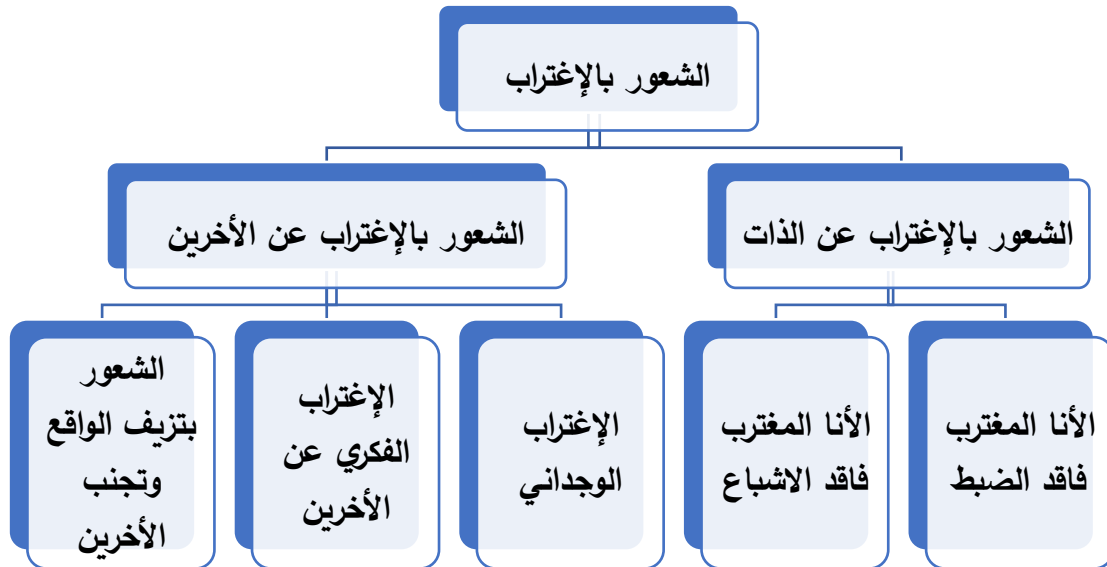 الشعور بالإغتراب
الشعور بالإغتراب عن الذات
الشعور بالإغتراب عن الأخرين
الأنا المغترب
فاقد الضبط
الأنا المغترب
فاقد الاشباع
الإغتراب
الوجداني
الإغتراب
الفكري عن
الأخرين
الشعور
بتزيف الواقع
وتجنب
الأخرين